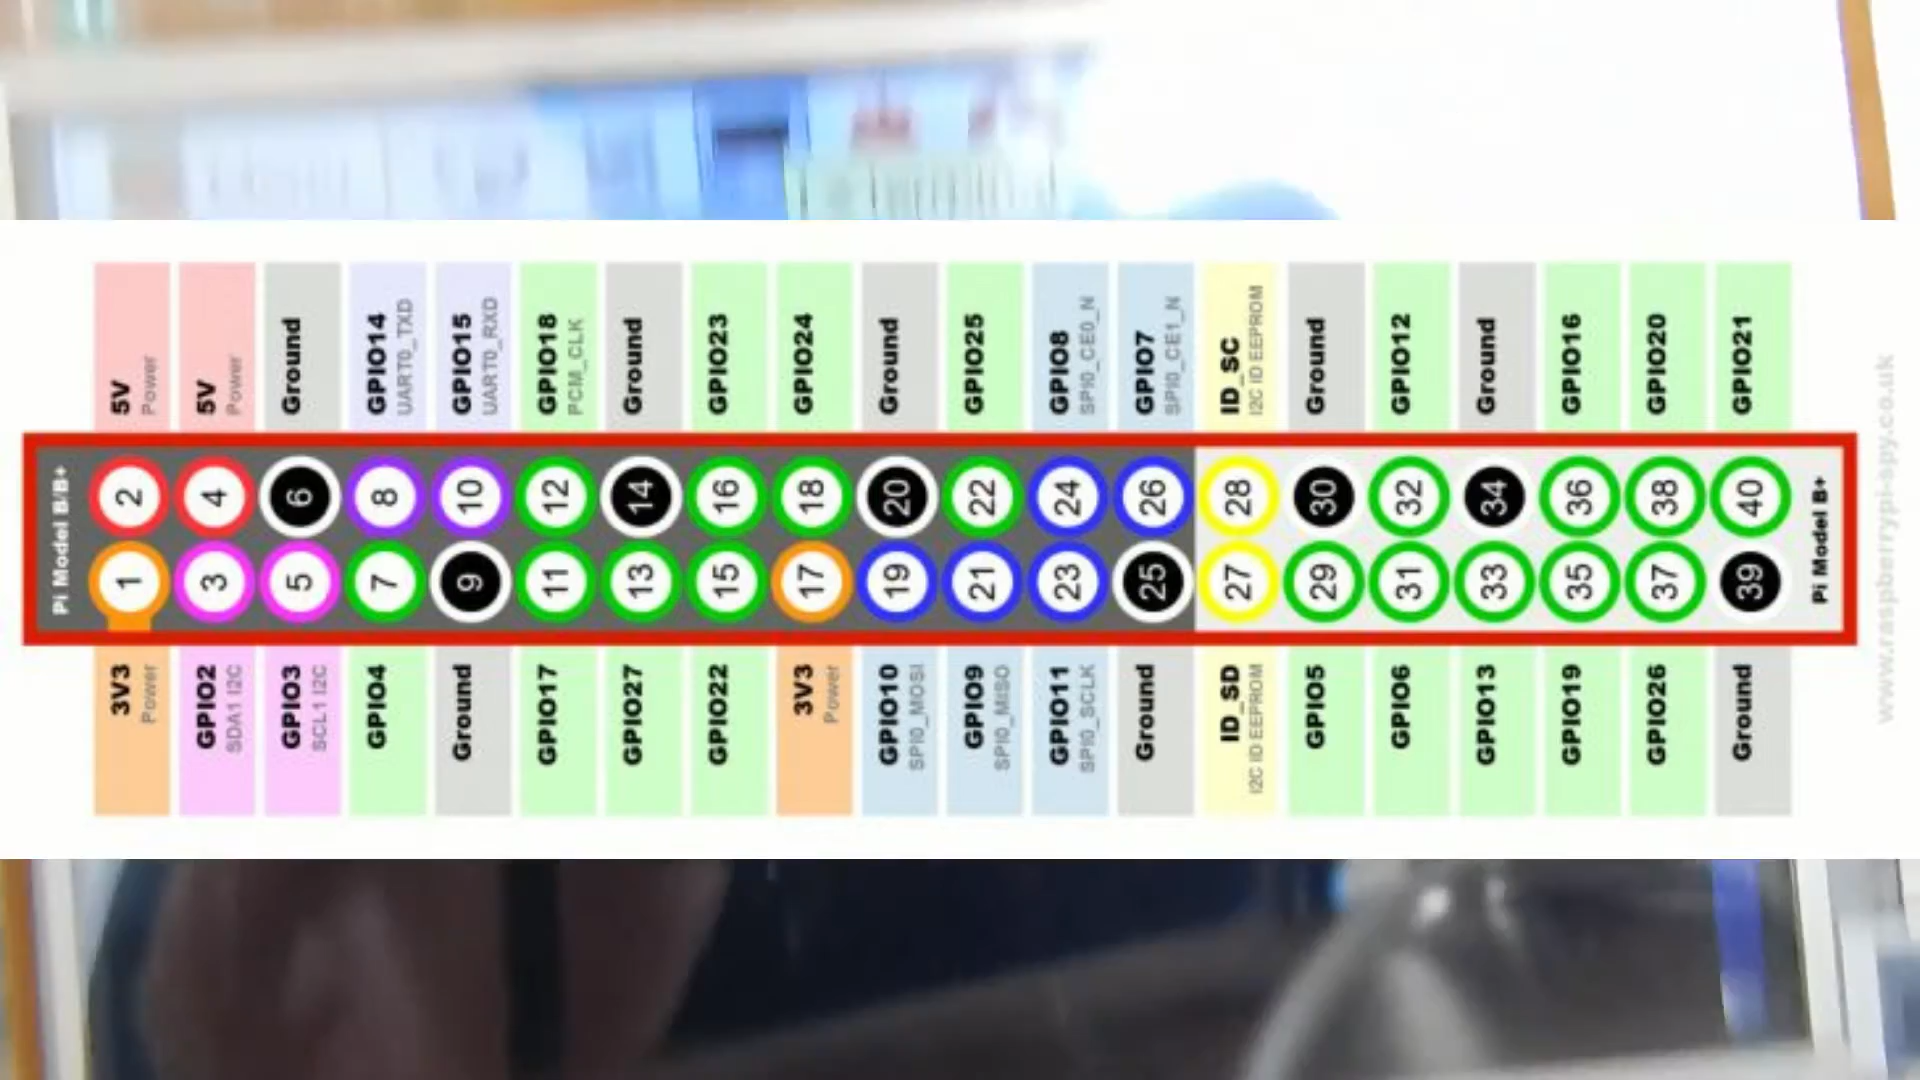 5V
Power
5V
Power
Ground
GPIO14
UART0_TXD
GPIO15
UART0_RXD
GPIO18
PCM_CLK
Ground
GPIO23
GPIO24
Ground
GPIO25
GPIO8
SPI0_CE0_N
GPIO7
SPI0_CE1_N
ID_SC
I2C ID EEPROM
Ground
GPIO12
Ground
GPIO16
GPIO20
GPIO21
Pi Model B/B+
2 4 6 8 10 12 14 16 18 20 22 24 26 28 30 32 34 36 38 40
1 3 5 7 9 11 13 15 17 19 21 23 25 27 29 31 33 35 37 39
Pi Model B+
3V3
Power
GPIO2
SDA1 I2C
GPIO3
SCL1 I2C
GPIO4
Ground
GPIO17
GPIO27
GPIO22
3V3
Power
GPIO10
SPI0_MOSI
GPIO9
SPI0_MISO
GPIO11
SPI0_SCLK
Ground
ID_SD
I2C ID EEPROM
GPIO5
GPIO6
GPIO13
GPIO19
GPIO26
Ground
www.raspberrypi-spy.co.uk